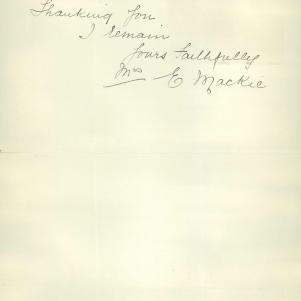 Thanking You
I remain
Yours Faithfully
Mrs E Mackie